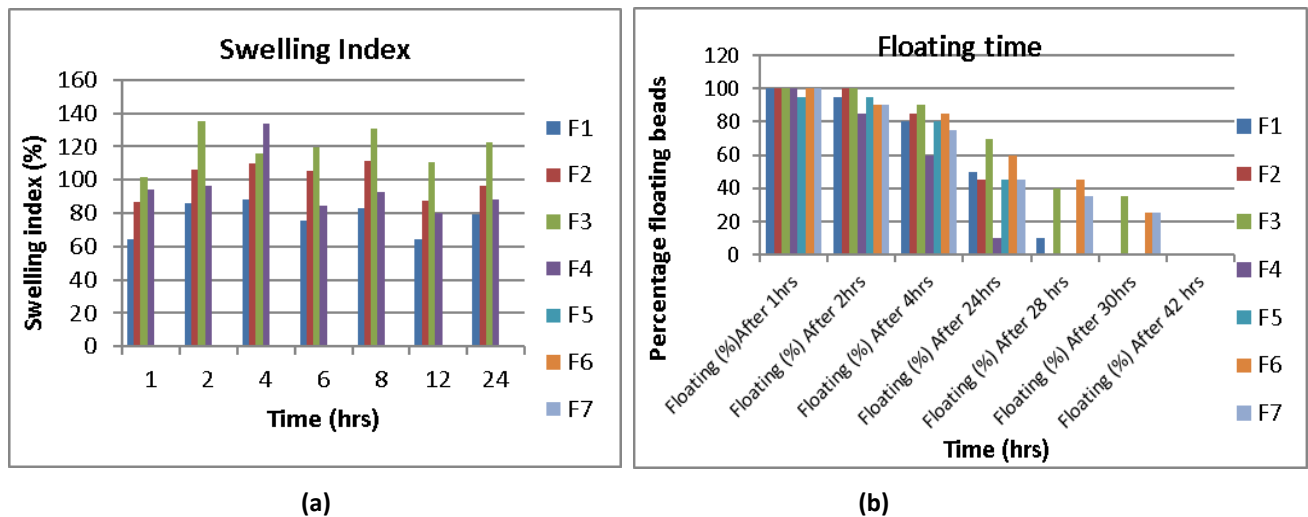 Swelling Index
160
140
120
100
80
60
40
20
0
Swelling index (%)
1 2 4 6 8 12 24
Time (hrs)
F1
F2
F3
F4
F5
F6
F7
(a)
Floating time
120
100
80
60
40
20
0
Percentage floating beads
Floating (%)After 1hrs
Floating (%) After 2hrs
Floating (%) After 4hrs
Floating (%) After 24hrs
Floating (%) After 28 hrs
Floating (%) After 30hrs
Floating (%) After 42 hrs
Time (hrs)
F1
F2
F3
F4
F5
F6
F7
(b)